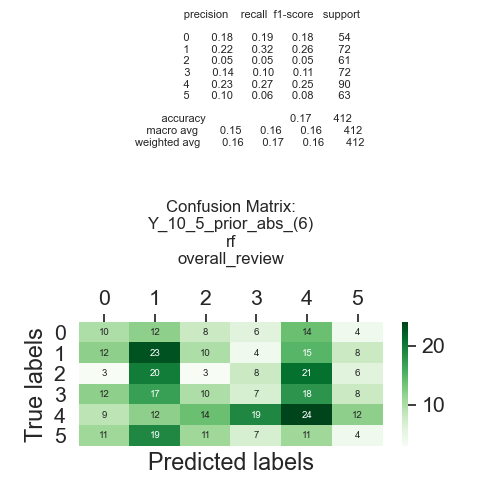 precision recall f1-score support
0 0.18 0.19 0.18 54
1 0.22 0.32 0.26 72
2 0.05 0.05 0.05 61
3 0.14 0.10 0.11 72
4 0.23 0.27 0.25 90
5 0.10 0.06 0.08 63
accuracy 0.17 412
macro avg 0.15 0.16 0.16 412
weighted avg 0.16 0.17 0.16 412
Confusion Matrix:
Y_10_5_prior_abs_(6)
rf
overall_review
0 1 2 3 4 5
0 10 12 8 6 14 4
1 12 23 10 4 15 8
2 3 20 3 8 21 6
3 12 17 10 7 18 8
4 9 12 14 19 24 12
5 11 19 11 7 11 4
True labels
Predicted labels
20
10